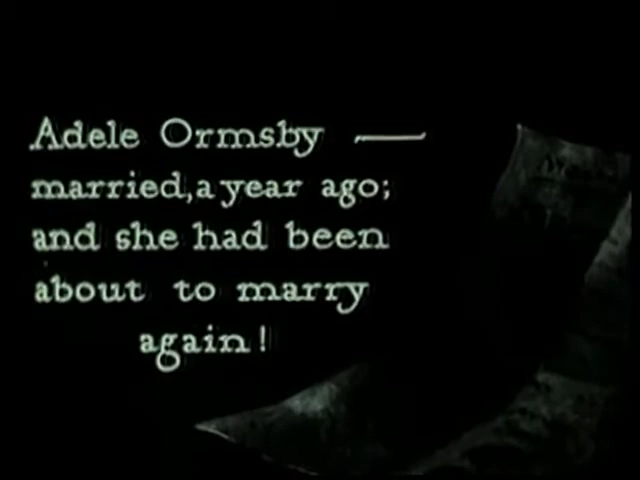 Adele Ormsby —
married, a year ago;
and she had been
about to marry
again!